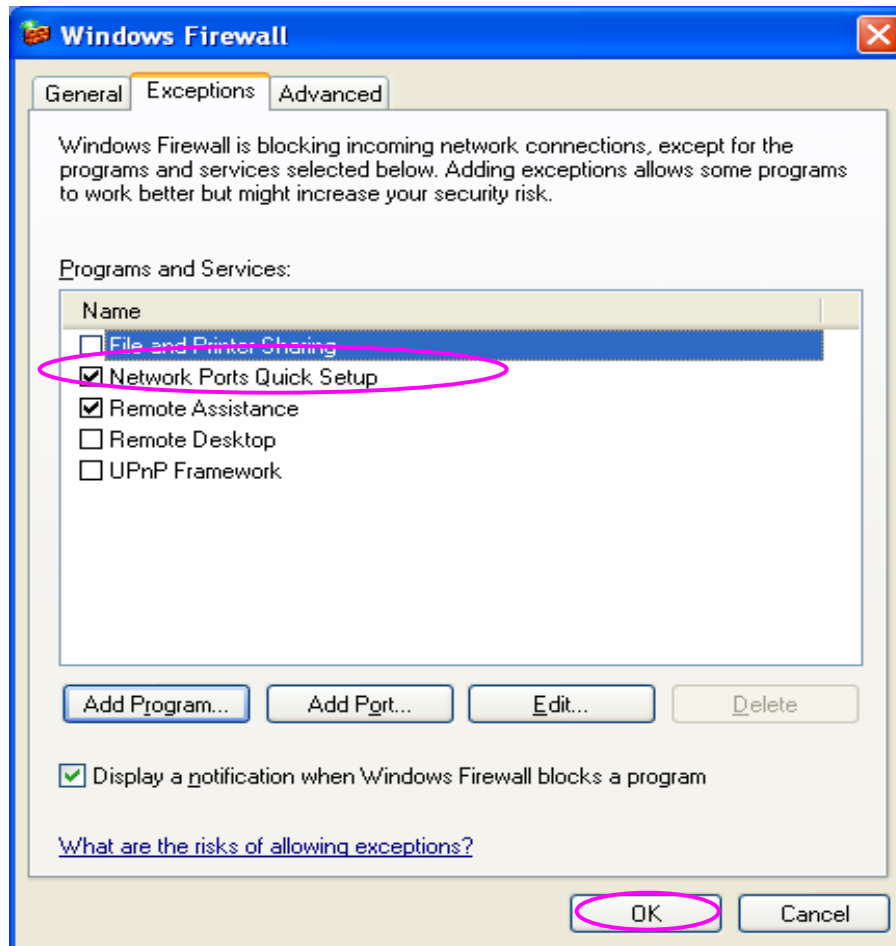 Windows Firewall
General Exceptions Advanced
Windows Firewall is blocking incoming network connections, except for the
programs and services selected below. Adding exceptions allows some programs
to work better but might increase your security risk.
Programs and Services:
Name
File and Printer Sharing
Network Ports Quick Setup
Remote Assistance
Remote Desktop
UPnP Framework
Add Program... Add Port... Edit... Delete
Display a notification when Windows Firewall blocks a program
What are the risks of allowing exceptions?
OK Cancel